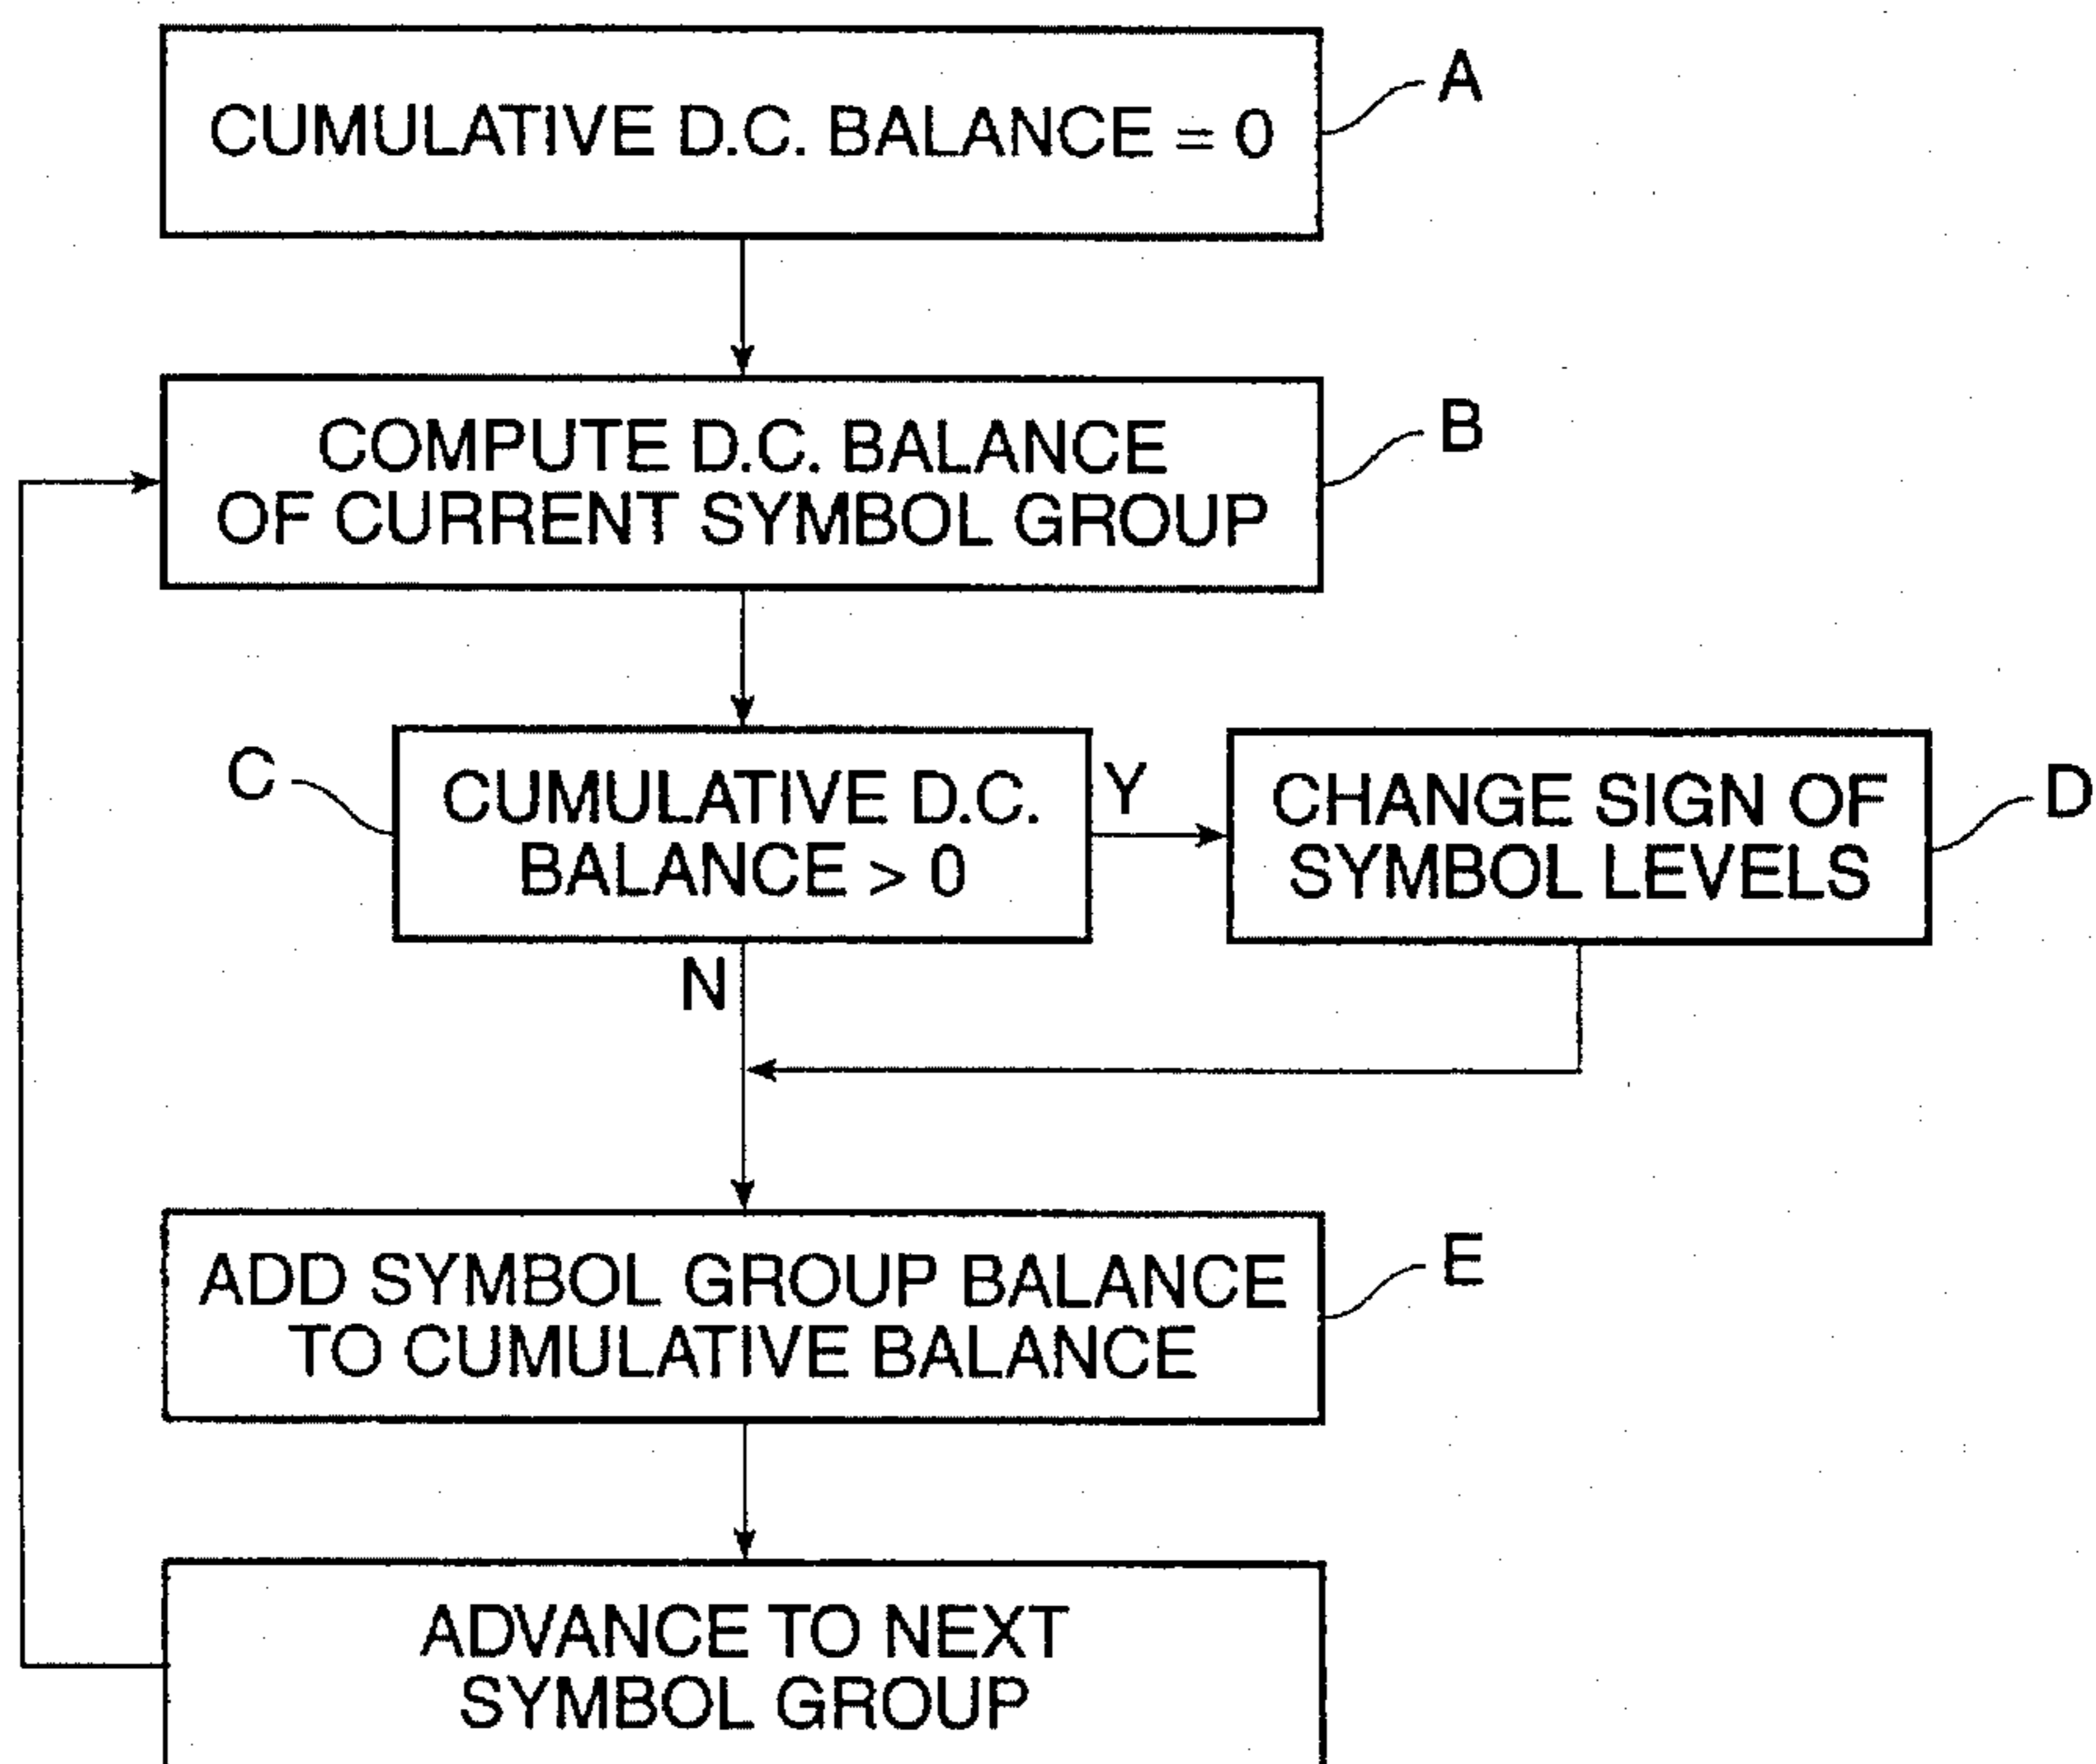 CUMULATIVE D.C. BALANCE = 0
A
COMPUTE D.C. BALANCE
OF CURRENT SYMBOL GROUP
B
C
CUMULATIVE D.C.
BALANCE > 0
Y
CHANGE SIGN OF
SYMBOL LEVELS
D
N
ADD SYMBOL GROUP BALANCE
TO CUMULATIVE BALANCE
E
ADVANCE TO NEXT
SYMBOL GROUP